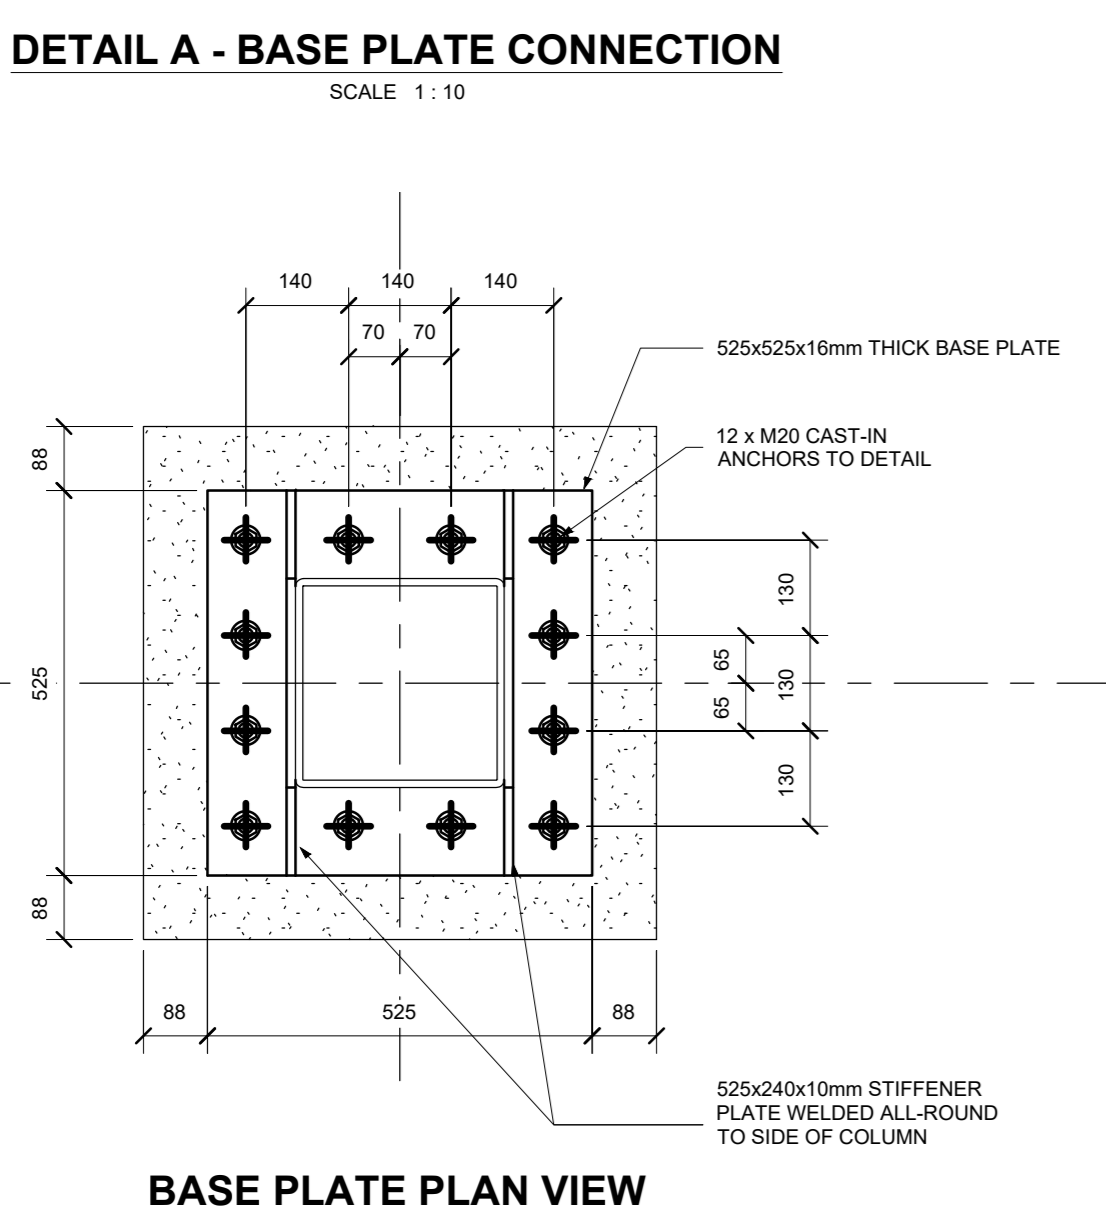 DETAIL A - BASE PLATE CONNECTION
SCALE 1 : 10
140 140 140
70 70
525x525x16mm THICK BASE PLATE
12 x M20 CAST-IN
ANCHORS TO DETAIL
88
525
88
130
65
130
65
130
88 525 88
525x240x10mm STIFFENER
PLATE WELDED ALL-ROUND
TO SIDE OF COLUMN
BASE PLATE PLAN VIEW